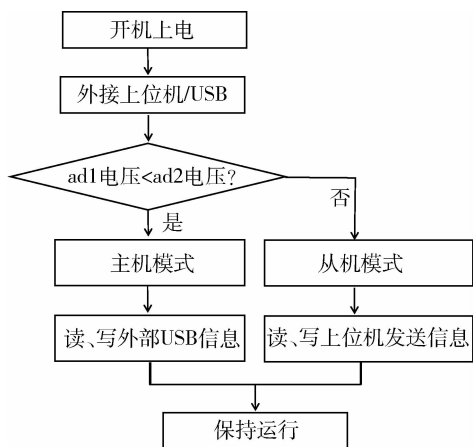 开机上电
外接上位机/USB
ad1电压<ad2电压?
是
否
主机模式
从机模式
读、写外部USB信息
读、写上位机发送信息
保持运行